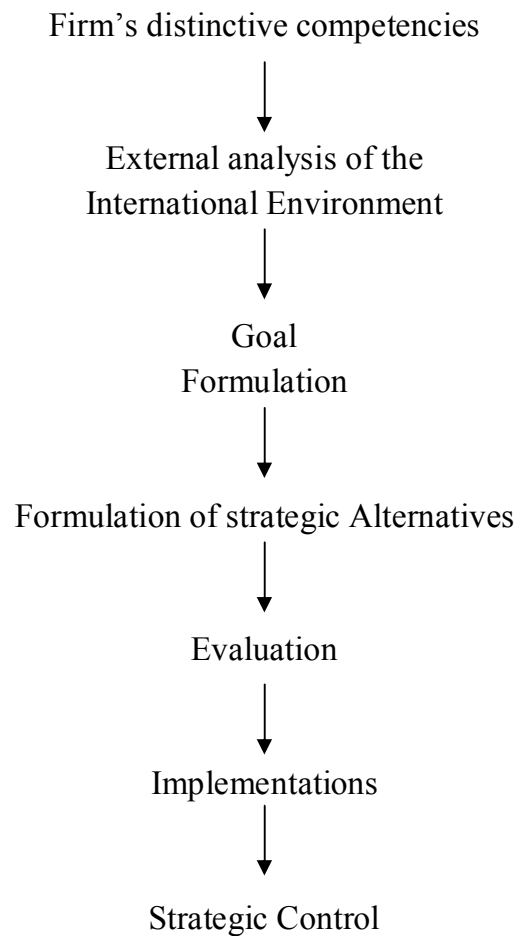 Firm’s distinctive competencies
External analysis of the
International Environment
Goal
Formulation
Formulation of strategic Alternatives
Evaluation
Implementations
Strategic Control